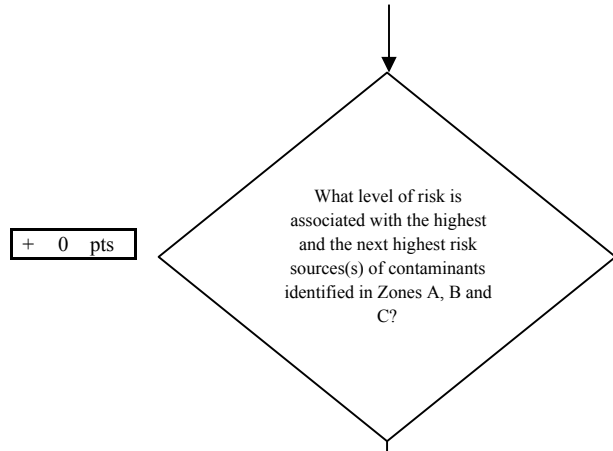 What level of risk is
associated with the highest
and the next highest risk
sources(s) of contaminants
identified in Zones A, B and
C?
+ 0 pts